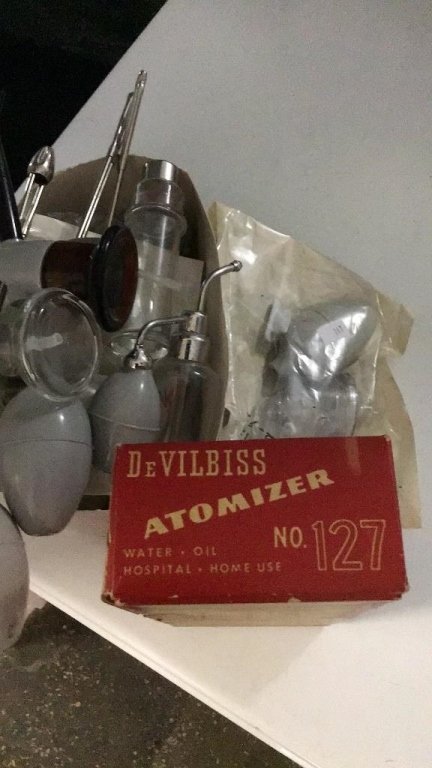 DeVILBISS
ATOMIZER
NO. 127
WATER • OIL
HOSPITAL • HOME USE